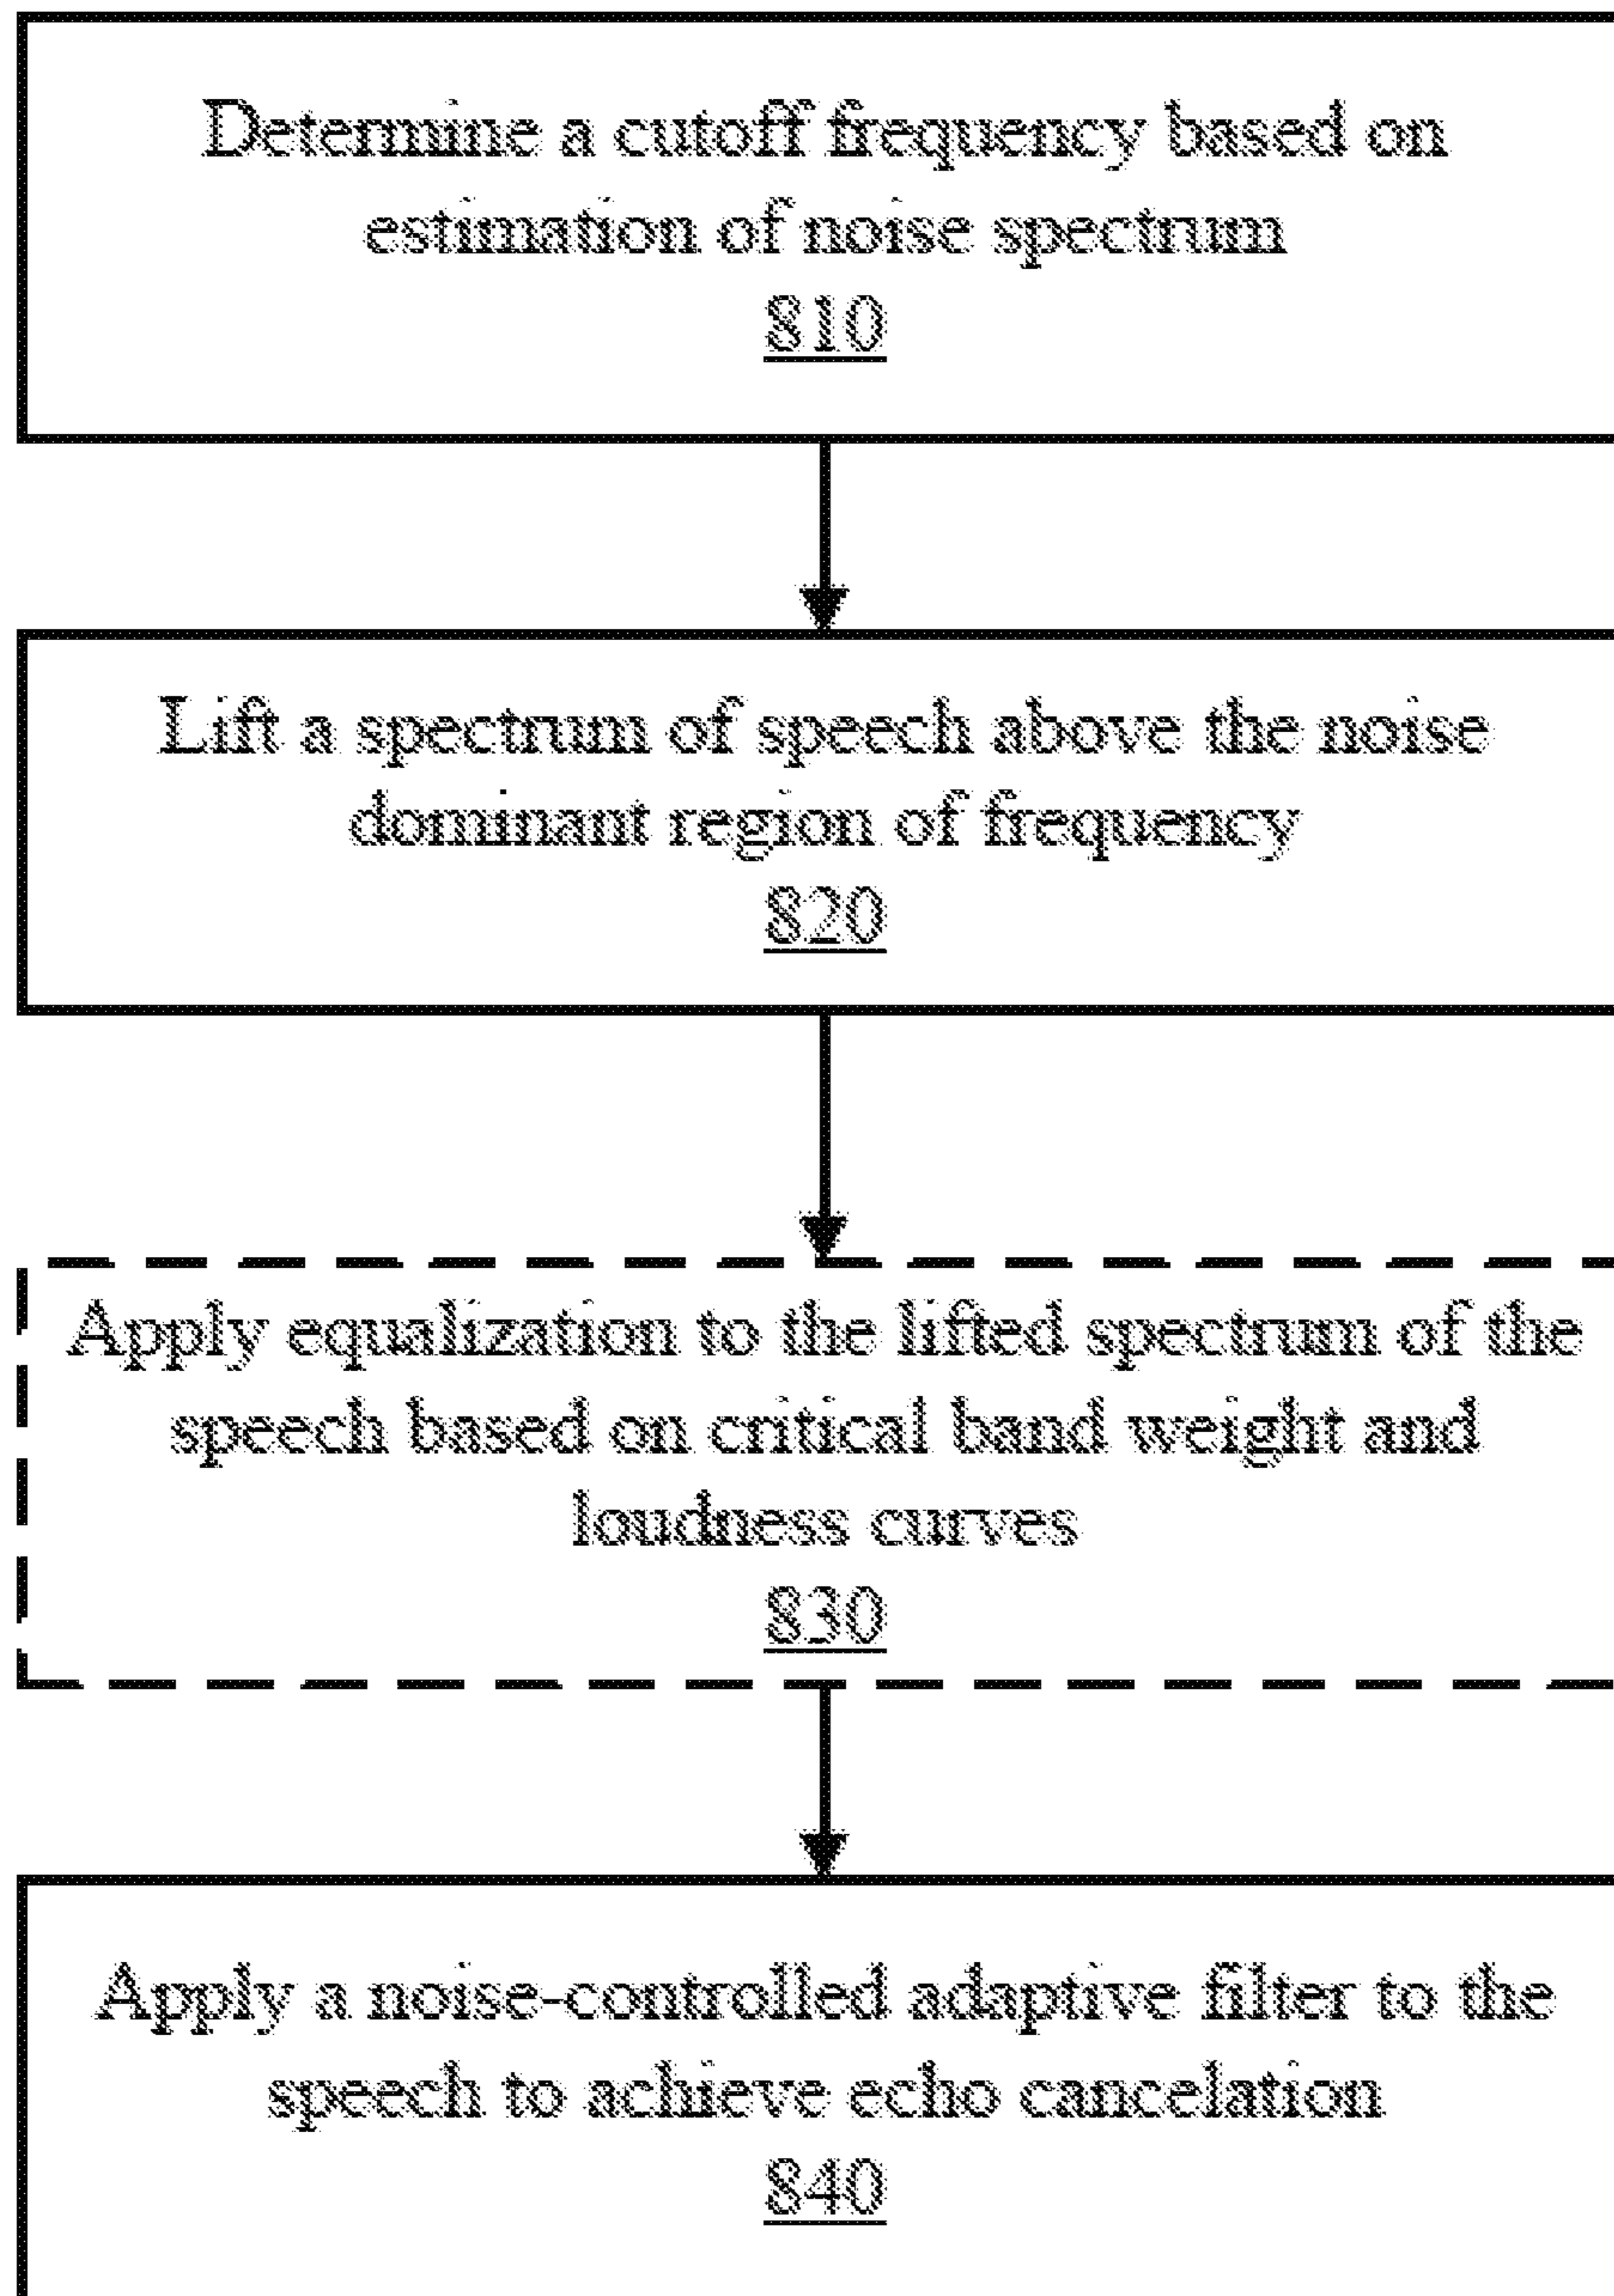 Determine a cutoff frequency based on
estimation of noise spectrum
810
Lift a spectrum of speech above the noise
dominant region of frequency
820
Apply equalization to the lifted spectrum of the
speech based on critical band weight and
loudness curves
830
Apply a noise-controlled adaptive filter to the
speech to achieve echo cancelation
840